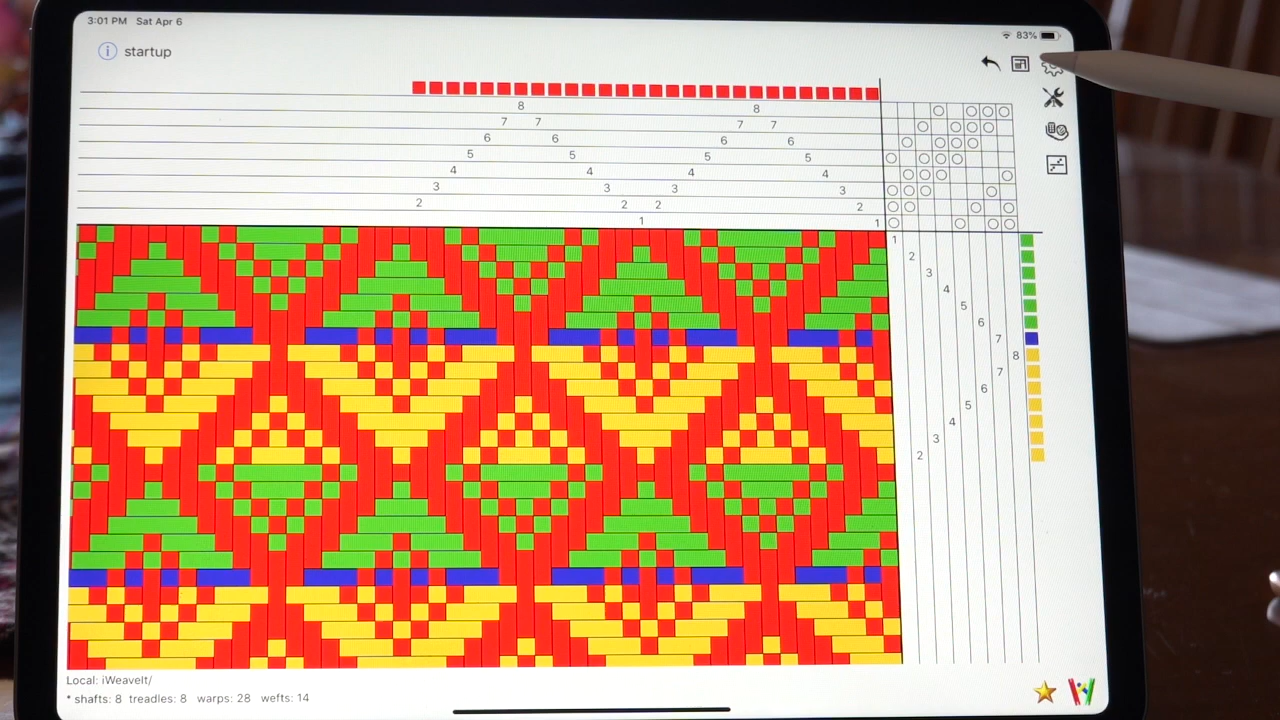 3:01 PM Sat Apr 6
83%
startup
8 8
7 7 7 7
6 6 6 6
5 5 5 5
4 4 4 4
3 3 3 3
2 2 2 2
1 1
1
2
3
4
5
6
7
8
7
6
5
4
3
2
Local: iWeaveIt/
* shafts: 8 treadles: 8 warps: 28 wefts: 14